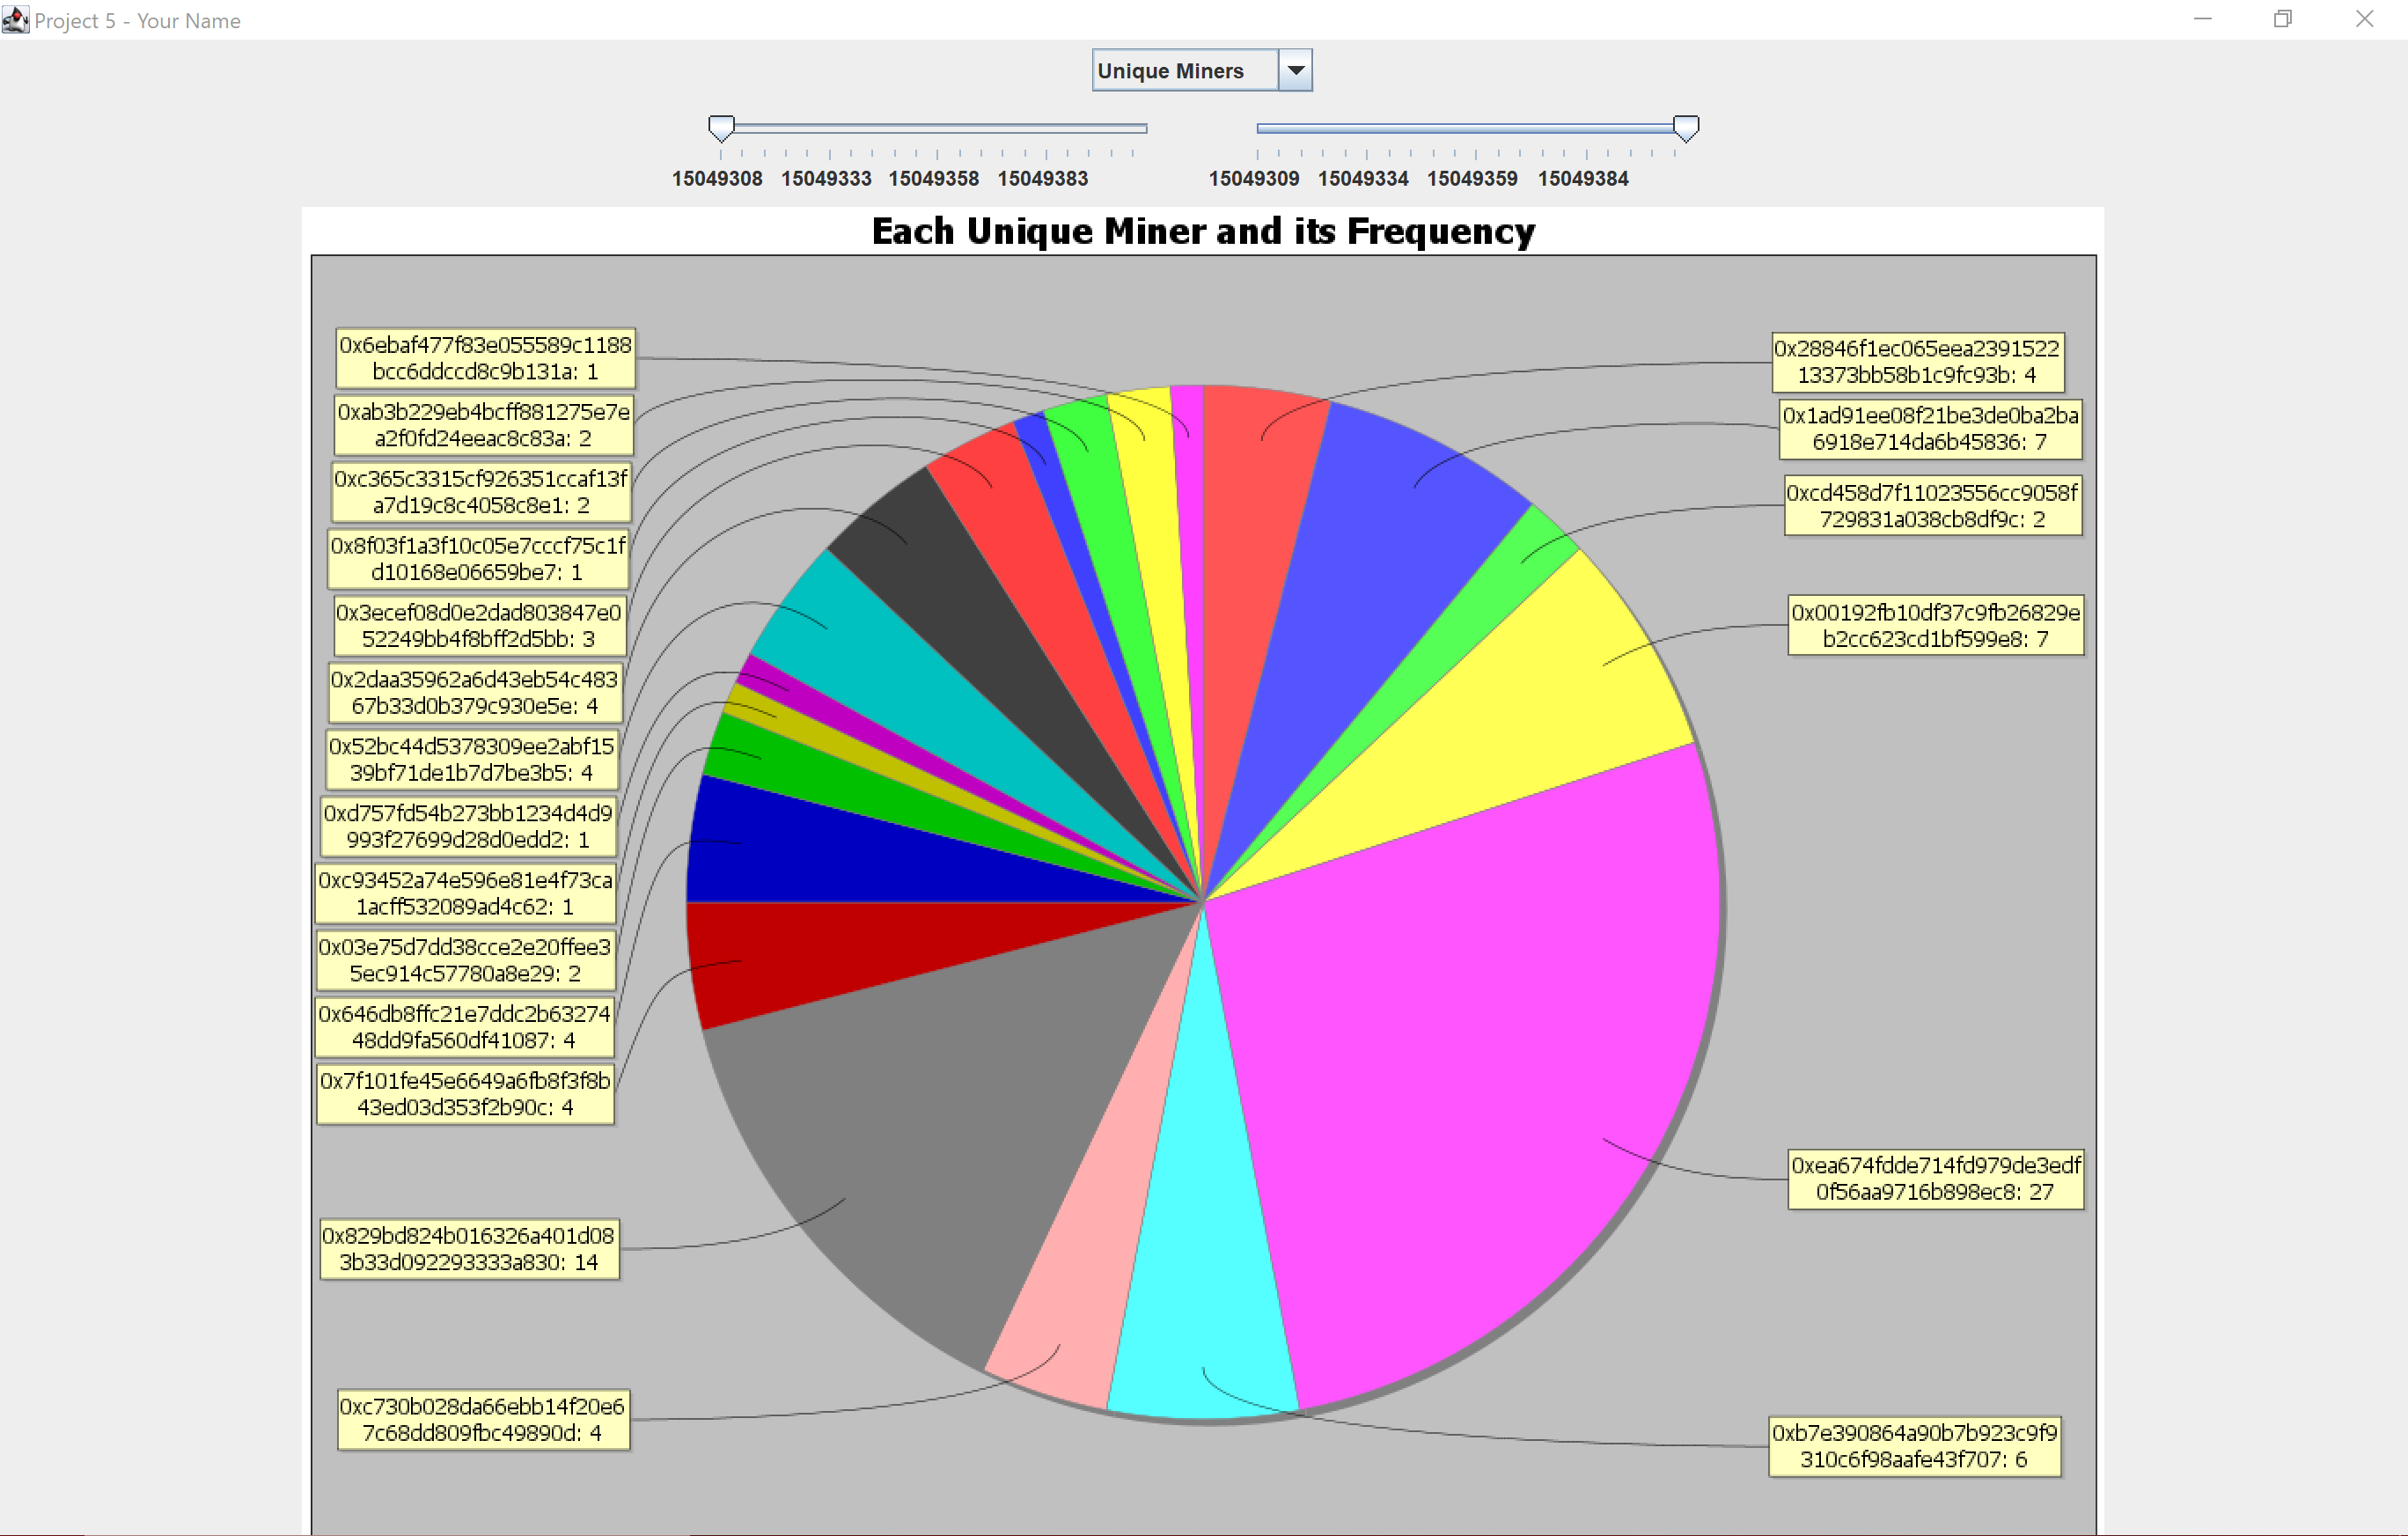 Project 5 - Your Name
Unique Miners
15049308 15049333 15049358 15049383
15049309 15049334 15049359 15049384
Each Unique Miner and its Frequency
0x6ebaf477f83e055589c1188
bcc6ddccd8c9b131a: 1
0xab3b229eb4bcff881275e7e
a2f0fd24eeac8c83a: 2
0xc365c3315cf926351ccaf13f
a7d19c8c4058c8e1: 2
0x8f03f1a3f10c05e7cccf75c1f
d10168e06659be7: 1
0x3ecef08d0e2dad803847e0
52249bb4f8bff2d5bb: 3
0x2daa35962a6d43eb54c483
67b33d0b379c930e5e: 4
0x52bc44d5378309ee2abf15
39bf71de1b7d7be3b5: 4
0xd757fd54b273bb1234d4d9
993f27699d28d0edd2: 1
0xc93452a74e596e81e4f73ca
1acff532089ad4c62: 1
0x03e75d7dd38cce2e20ffee3
5ec914c57780a8e29: 2
0x646db8ffc21e7ddc2b63274
48dd9fa560df41087: 4
0x7f101fe45e6649a6fb8f3f8b
43ed03d353f2b90c: 4
0x829bd824b016326a401d08
3b33d092293333a830: 14
0xc730b028da66ebb14f20e6
7c68dd809fbc49890d: 4
0x28846f1ec065eea2391522
13373bb58b1c9fc93b: 4
0x1ad91ee08f21be3de0ba2ba
6918e714da6b45836: 7
0xcd458d7f11023556cc9058f
729831a038cb8df9c: 2
0x00192fb10df37c9fb26829e
b2cc623cd1bf599e8: 7
0xea674fdde714fd979de3edf
0f56aa9716b898ec8: 27
0xb7e390864a90b7b923c9f9
310c6f98aafe43f707: 6